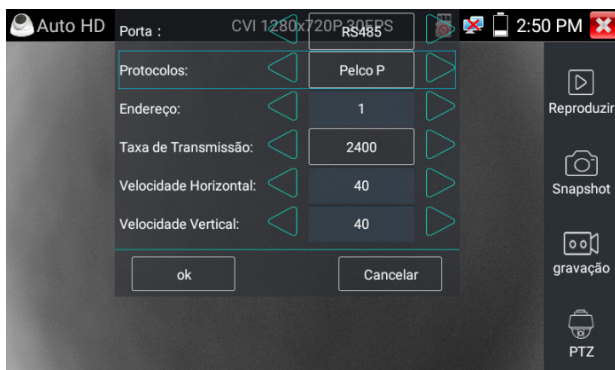 Auto HD
CVI 1280x720P 30FPS
2:50 PM
Porta :
RS485
Protocolos:
Pelco P
Endereço:
1
Taxa de Transmissão:
2400
Velocidade Horizontal:
40
Velocidade Vertical:
40
ok
Cancelar
Reproduzir
Snapshot
gravação
PTZ